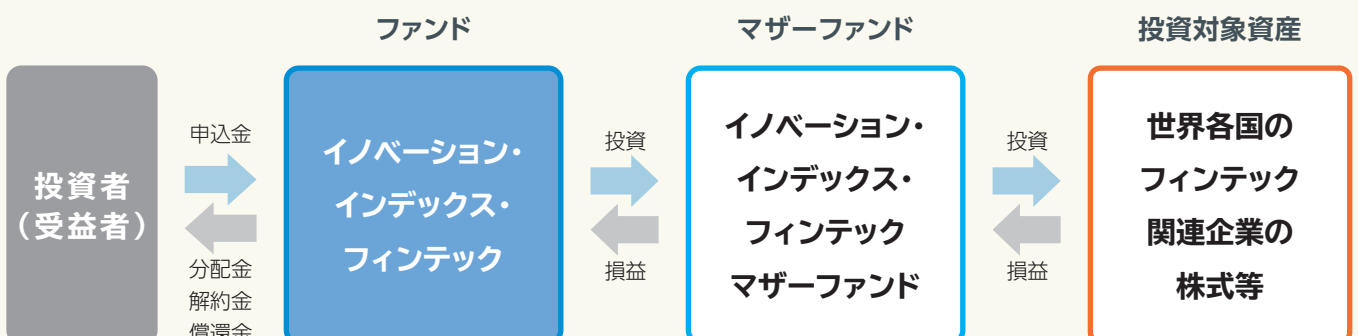 ファンド
マザーファンド
投資対象資産
投資者
（受益者）
申込金
分配金
解約金
償還金
イノベーション・
インデックス・
フィンテック
投資
損益
イノベーション・
インデックス・
フィンテック
マザーファンド
投資
損益
世界各国の
フィンテック
関連企業の
株式等